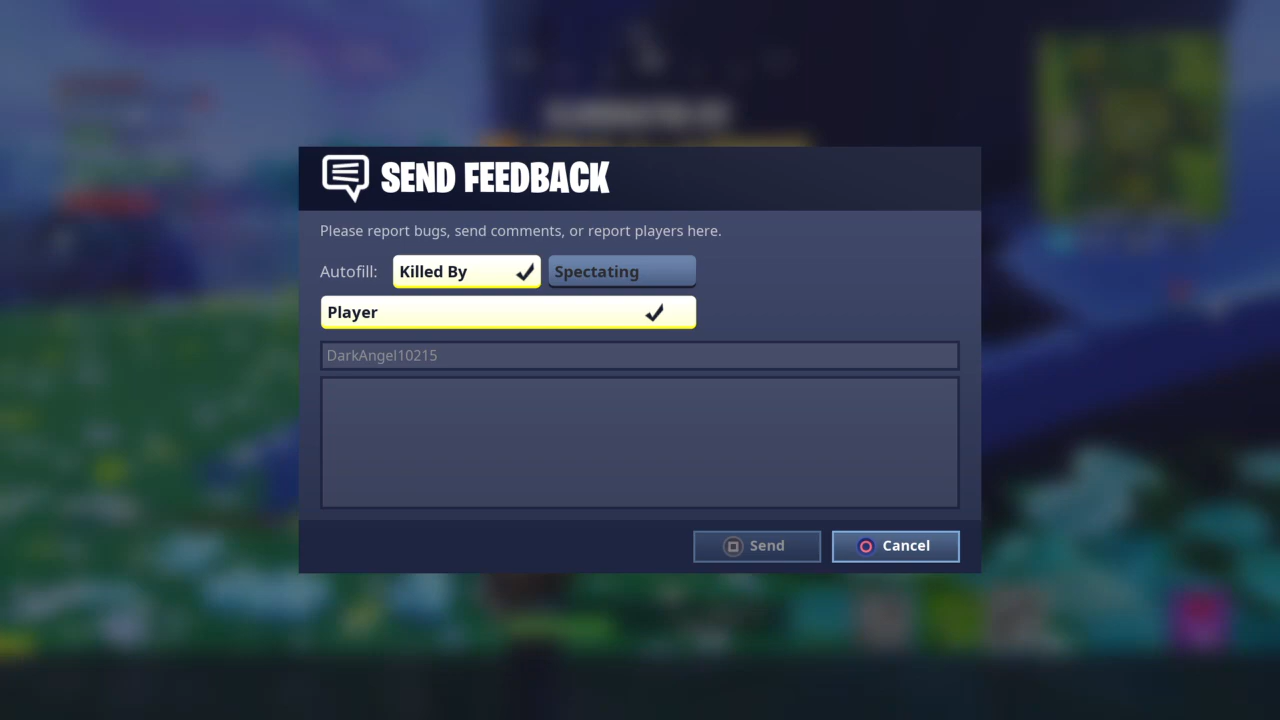 SEND FEEDBACK
Please report bugs, send comments, or report players here.
Autofill: Killed By Spectating
Player
DarkAngel10215
Send Cancel